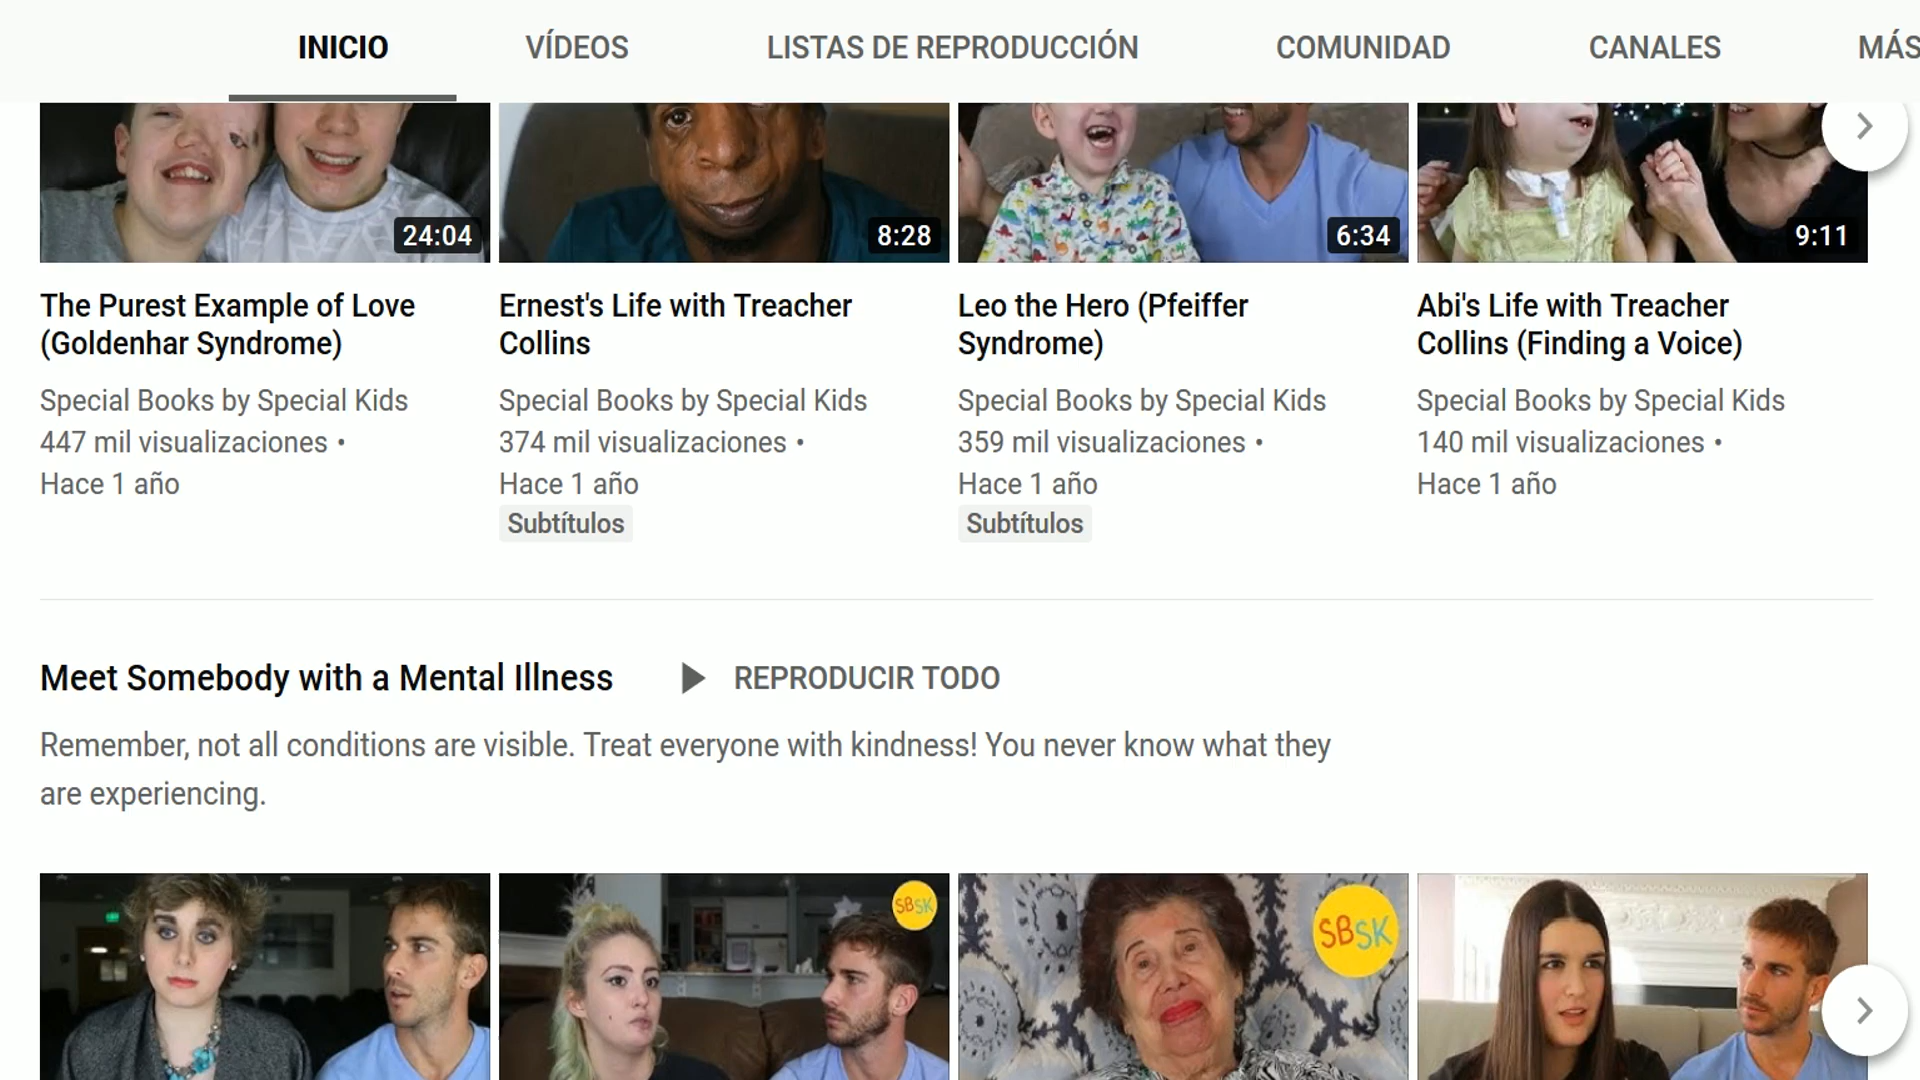 INICIO VÍDEOS LISTAS DE REPRODUCCIÓN COMUNIDAD CANALES MÁS
24:04 8:28 6:34 9:11
The Purest Example of Love
(Goldenhar Syndrome)
Special Books by Special Kids
447 mil visualizaciones •
Hace 1 año
Ernest's Life with Treacher
Collins
Special Books by Special Kids
374 mil visualizaciones •
Hace 1 año
Subtítulos
Leo the Hero (Pfeiffer
Syndrome)
Special Books by Special Kids
359 mil visualizaciones •
Hace 1 año
Subtítulos
Abi's Life with Treacher
Collins (Finding a Voice)
Special Books by Special Kids
140 mil visualizaciones •
Hace 1 año
Meet Somebody with a Mental Illness REPRODUCIR TODO
Remember, not all conditions are visible. Treat everyone with kindness! You never know what they
are experiencing.
SBSK
SBSK